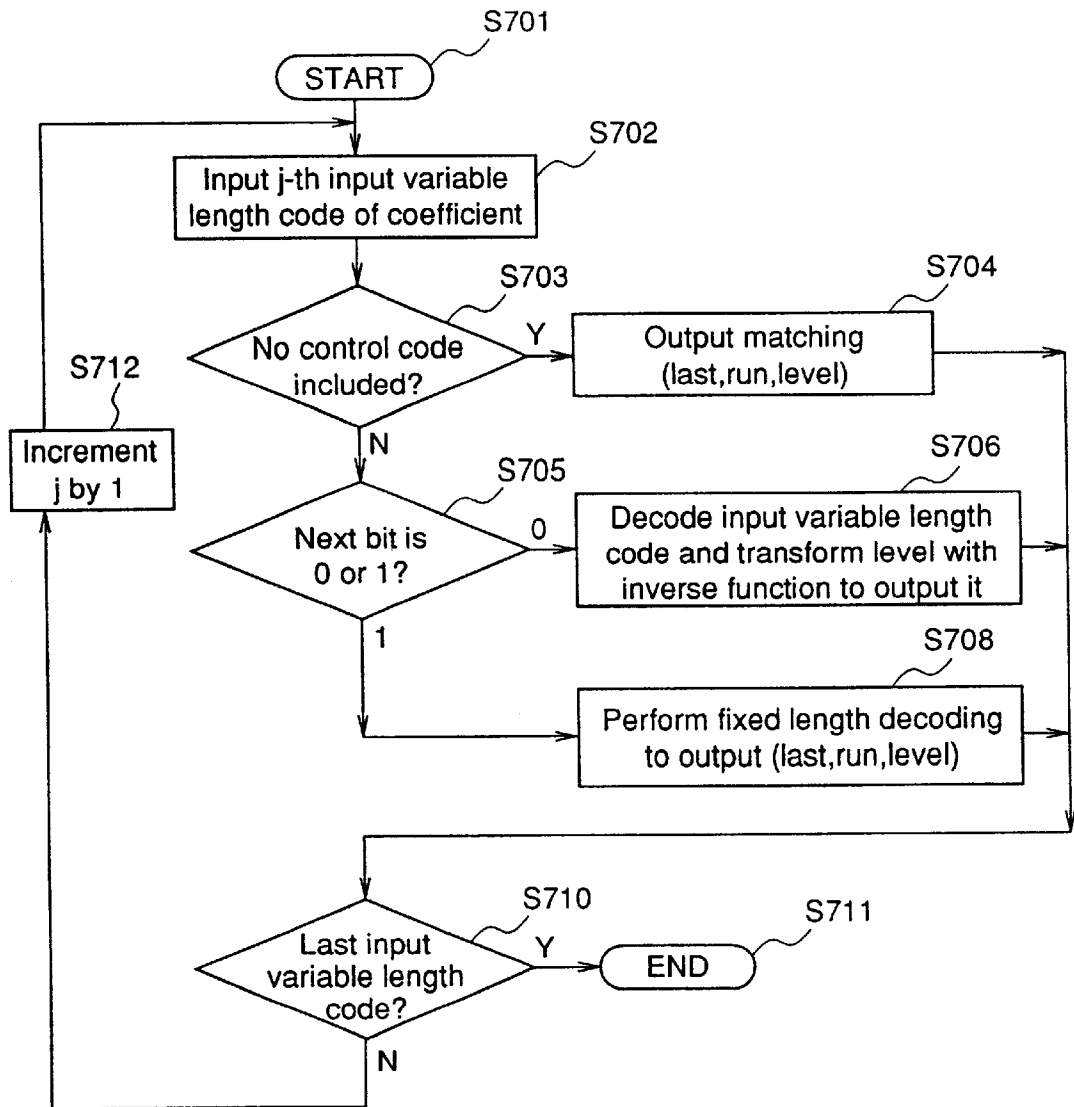 S701
START
S702
Input j-th input variable
length code of coefficient
S703
No control code
included?
Y
N
S704
Output matching
(last,run,level)
S712
Increment
j by 1
S705
Next bit is
0 or 1?
0
1
S706
Decode input variable length
code and transform level with
inverse function to output it
S708
Perform fixed length decoding
to output (last,run,level)
S710
Last input
variable length
code?
Y
N
S711
END